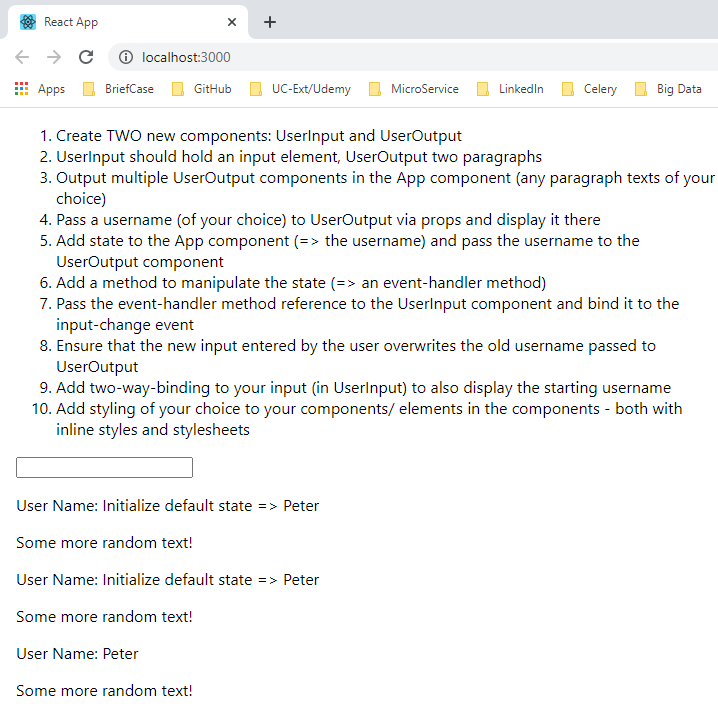 React App
localhost:3000
Apps BriefCase GitHub UC-Ext/Udemy MicroService LinkedIn Celery Big Data
1. Create TWO new components: UserInput and UserOutput
2. UserInput should hold an input element, UserOutput two paragraphs
3. Output multiple UserOutput components in the App component (any paragraph texts of your
choice)
4. Pass a username (of your choice) to UserOutput via props and display it there
5. Add state to the App component (=> the username) and pass the username to the
UserOutput component
6. Add a method to manipulate the state (=> an event-handler method)
7. Pass the event-handler method reference to the UserInput component and bind it to the
input-change event
8. Ensure that the new input entered by the user overwrites the old username passed to
UserOutput
9. Add two-way-binding to your input (in UserInput) to also display the starting username
10. Add styling of your choice to your components/ elements in the components - both with
inline styles and stylesheets
User Name: Initialize default state => Peter
Some more random text!
User Name: Initialize default state => Peter
Some more random text!
User Name: Peter
Some more random text!